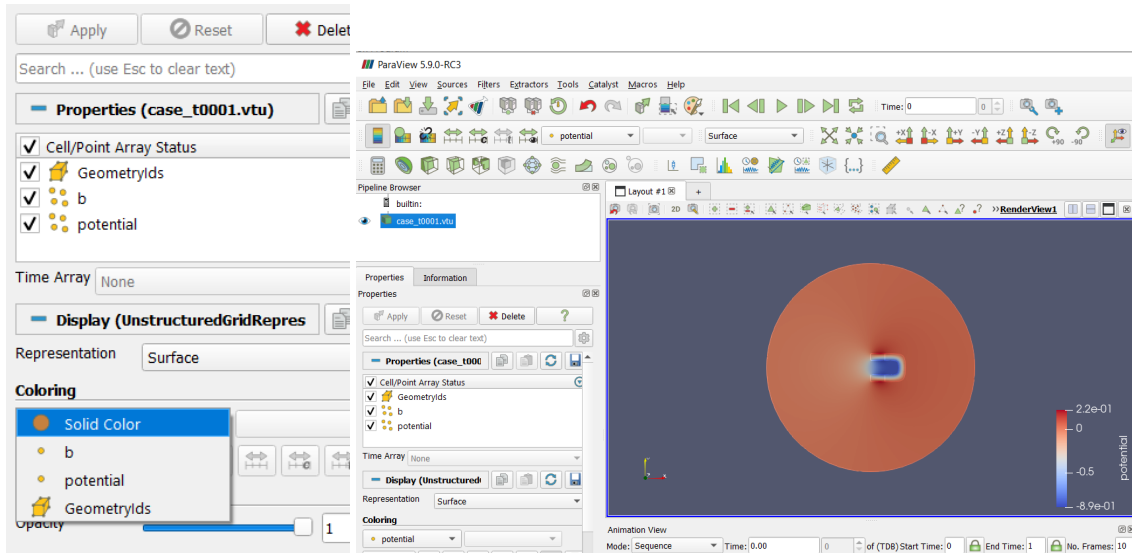 Apply Reset Delet
Search ... (use Esc to clear text)
Properties (case_t0001.vtu)
Cell/Point Array Status
GeometryIds
b
potential
Time Array None
Display (UnstructuredGridRepres
Representation Surface
Coloring
Solid Color
b
potential
GeometryIds
Opacity 1
ParaView 5.9.0-RC3
File Edit View Sources Filters Extractors Tools Catalyst Macros Help
Time: 0 0
potential Surface +X -X +Y -Y +Z -Z +90 -90
Pipeline Browser
builtin:
case_t0001.vtu
Properties Information
Properties
Apply Reset Delete ?
Search ... (use Esc to clear text)
Properties (case_t000
Cell/Point Array Status
GeometryIds
b
potential
Time Array None
Display (Unstructured
Representation Surface
Coloring
potential
Layout #1 +
2D RenderView1
2.2e-01
0
-0.5
-8.9e-01
potential
Animation View
Mode: Sequence Time: 0.00 0 of (TDB) Start Time: 0 End Time: 1 No. Frames: 10